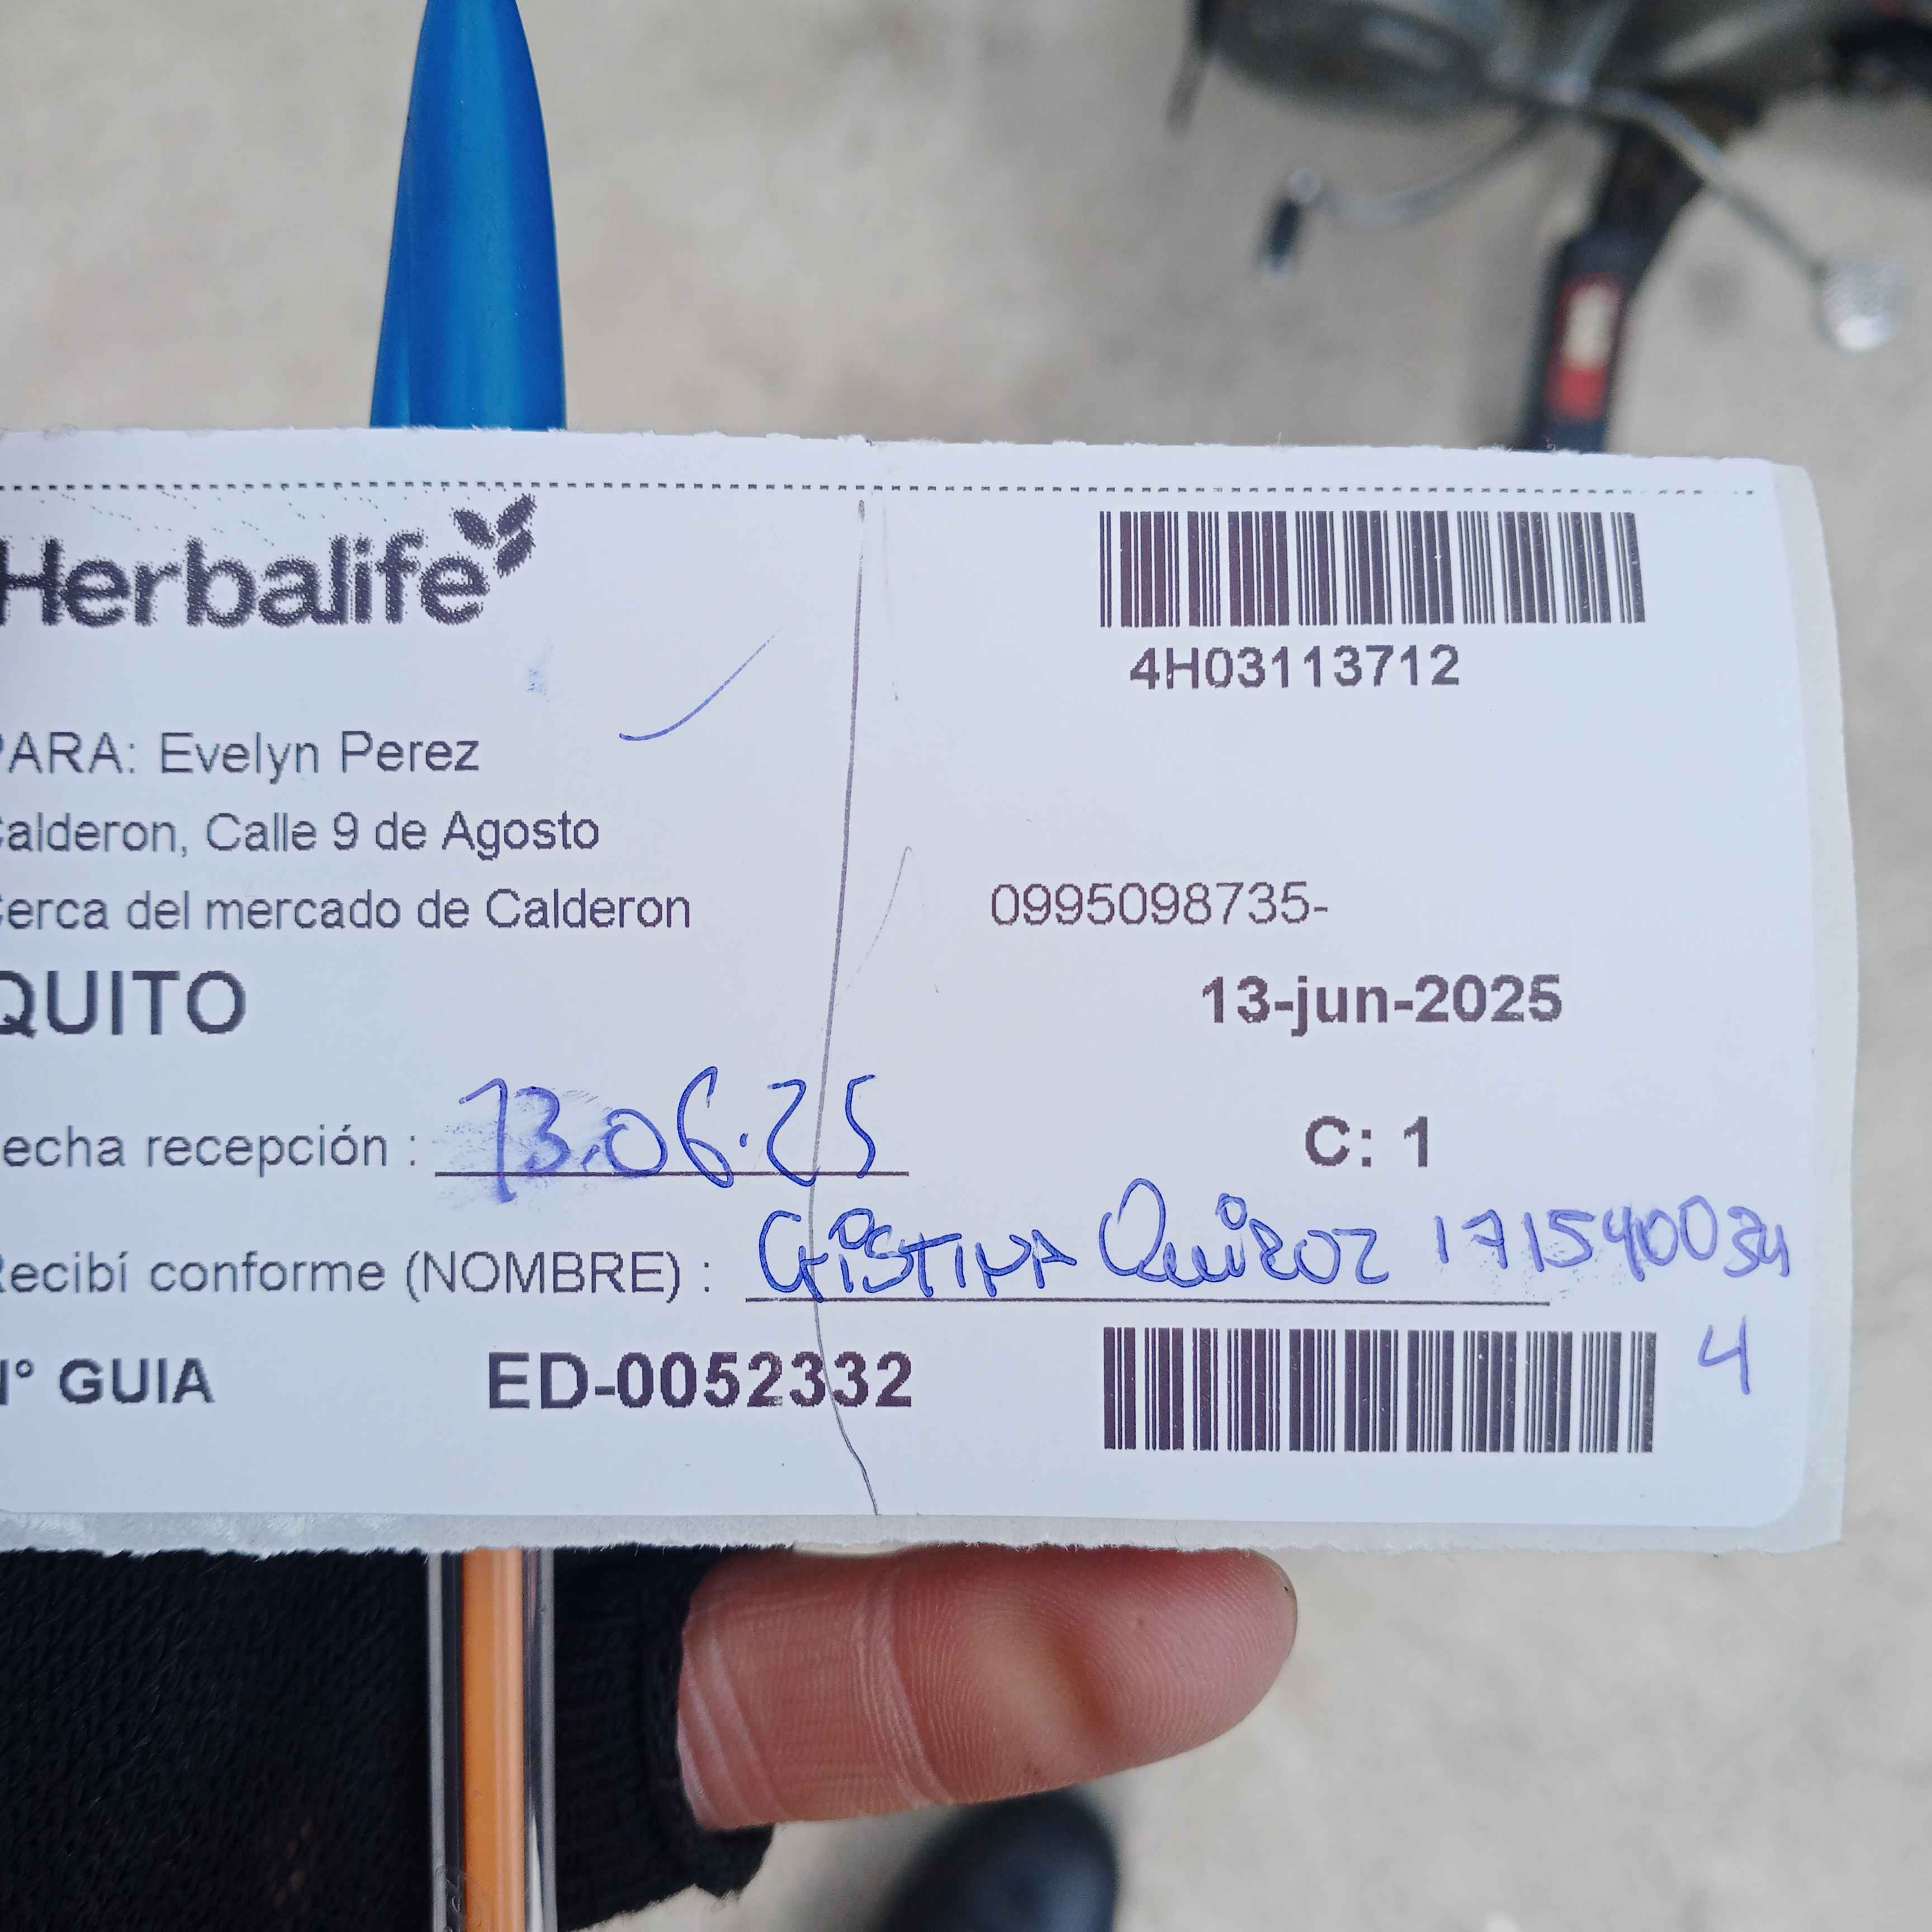 Herbalife
4H03113712
PARA: Evelyn Perez
Calderon, Calle 9 de Agosto
Cerca del mercado de Calderon
0995098735-
QUITO
13-jun-2025
echa recepción : 13.06.25
C: 1
Recibí conforme (NOMBRE) : CRISTINA QuiROZ 171540034
4
N° GUIA ED-0052332